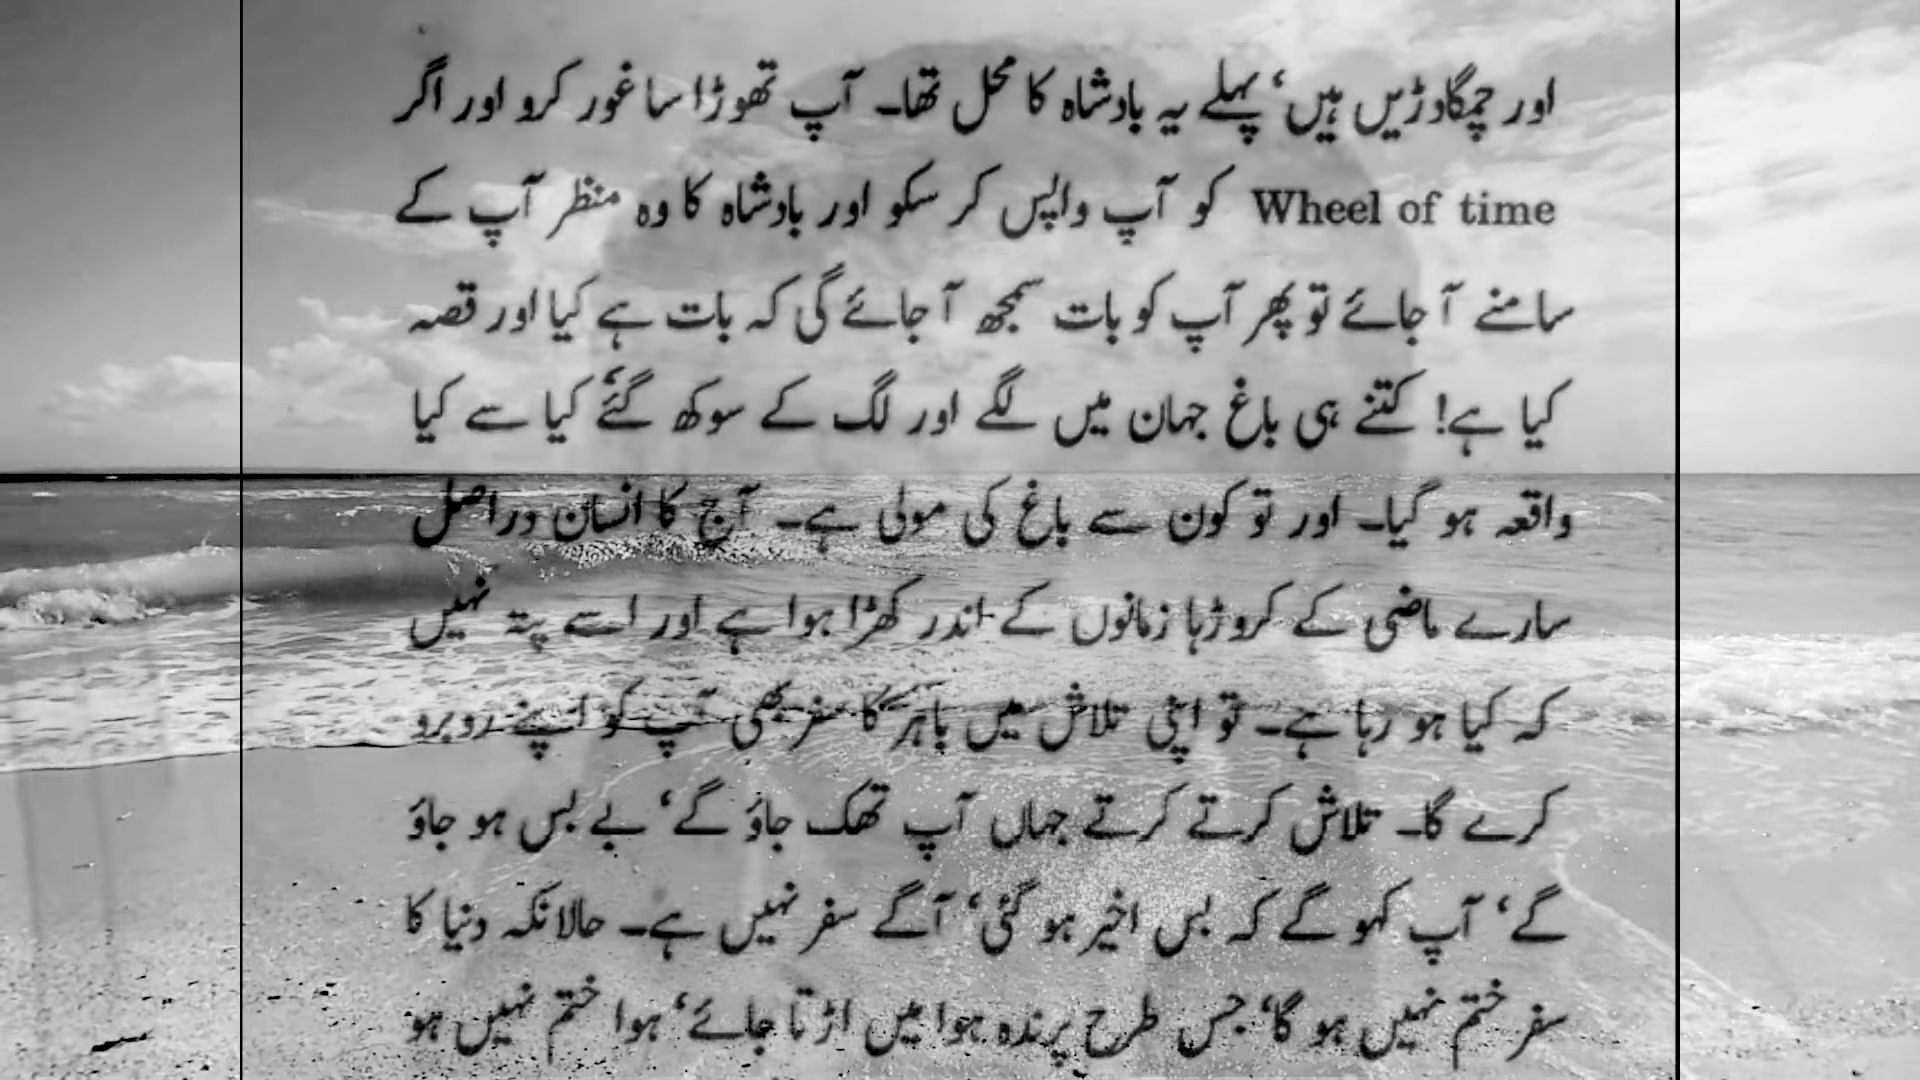 اور چمگادڑیں ہیں‘ پہلے یہ بادشاہ کا محل تھا۔ آپ تھوڑا سا غور کرو اور اگر
Wheel of time کو آپ واپس کر سکو اور بادشاہ کا وہ منظر آپ کے
سامنے آ جائے تو پھر آپ کو بات سمجھ آ جائے گی کہ بات ہے کیا اور قصہ
کیا ہے! کتنے ہی باغ جہان میں لگے اور لگ کے سوکھ گئے‘ کیا سے کیا
واقعہ ہو گیا۔ اور تو کون سے باغ کی مولی ہے۔ آج کا انسان دراصل
سارے ماضی کے کروڑہا زمانوں کے اندر کھڑا ہوا ہے اور اسے پتہ نہیں
کہ کیا ہو رہا ہے۔ تو اپنی تلاش میں باہر کا سفر بھی آپ کو اپنے روبرو
کرے گا۔ تلاش کرتے کرتے جہاں آپ تھک جاؤ گے‘ بے بس ہو جاؤ
گے‘ آپ کہو گے کہ بس اخیر ہو گئی‘ آگے سفر نہیں ہے۔ حالانکہ دنیا کا
سفر ختم نہیں ہو گا‘ جس طرح پرندہ ہوا میں اڑتا جائے‘ ہوا ختم نہیں ہو